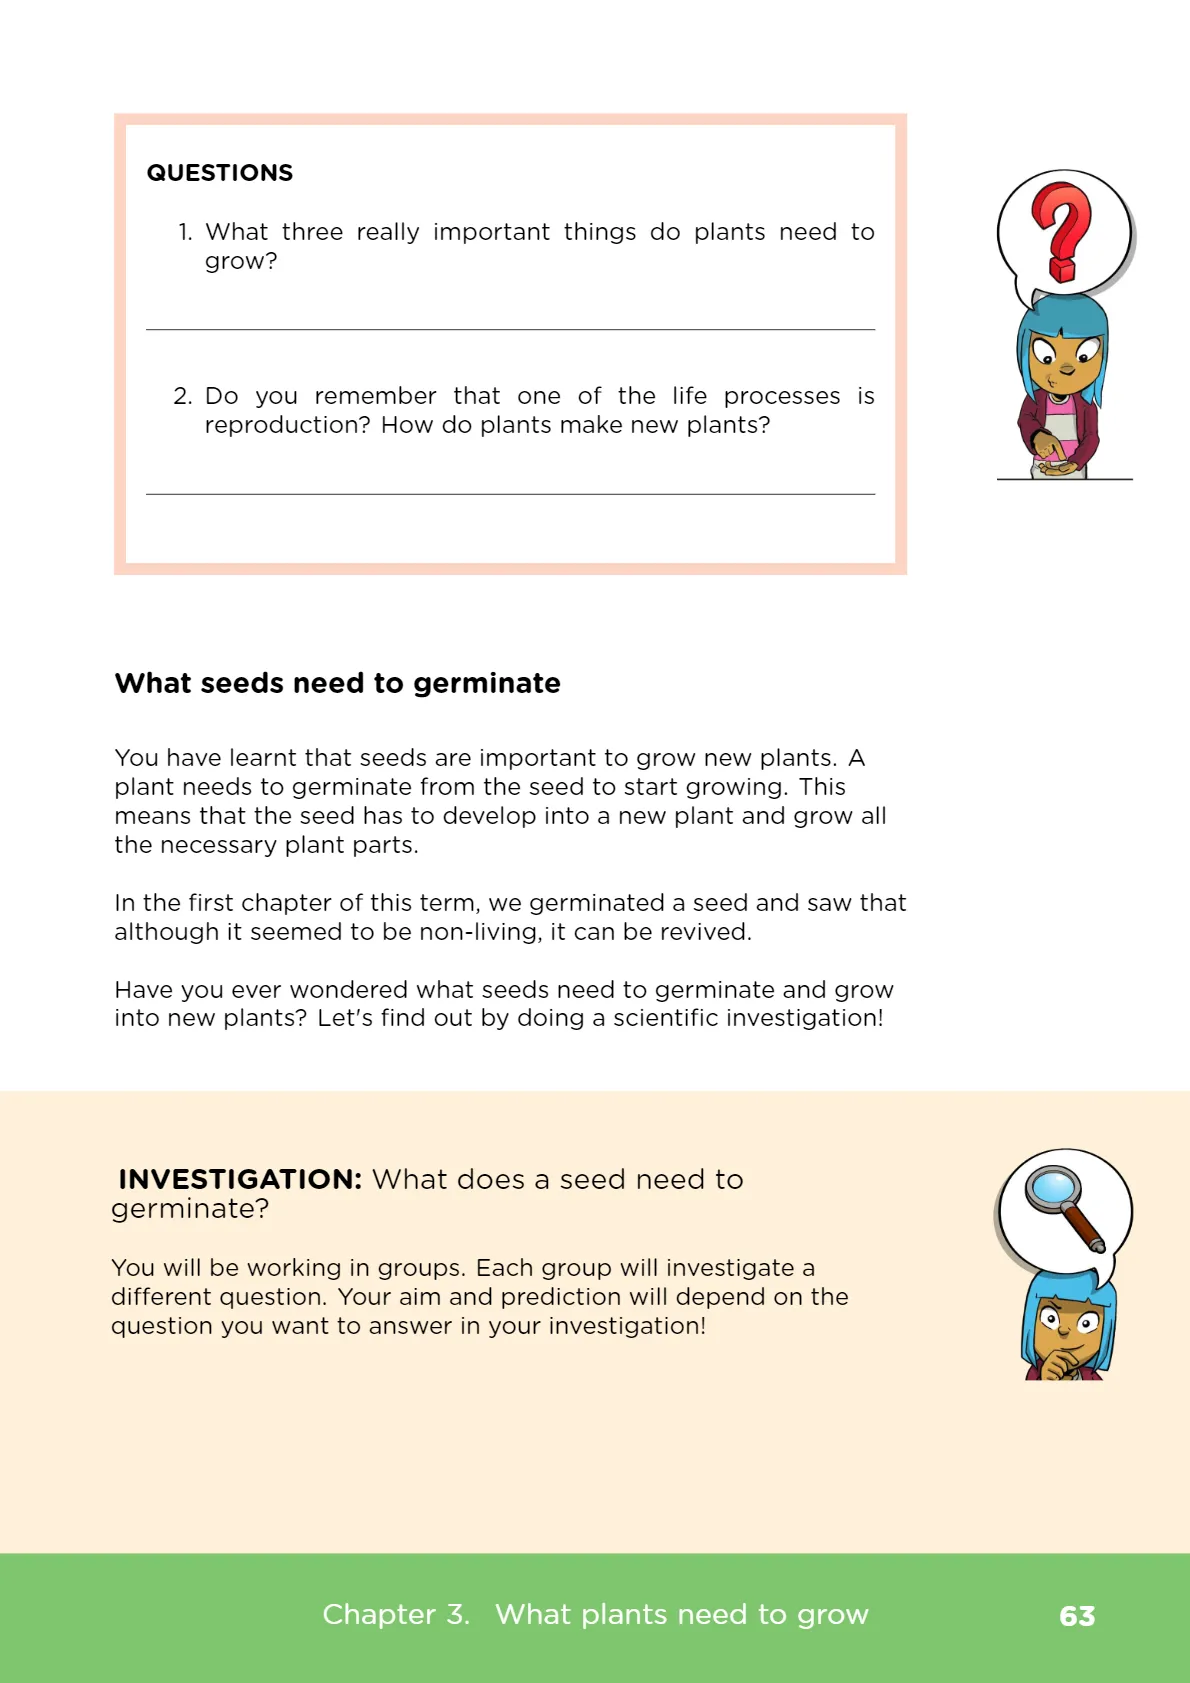 QUESTIONS
1. What three really important things do plants need to
grow?
2. Do you remember that one of the life processes is
reproduction? How do plants make new plants?
What seeds need to germinate
You have learnt that seeds are important to grow new plants. A
plant needs to germinate from the seed to start growing. This
means that the seed has to develop into a new plant and grow all
the necessary plant parts.
In the first chapter of this term, we germinated a seed and saw that
although it seemed to be non-living, it can be revived.
Have you ever wondered what seeds need to germinate and grow
into new plants? Let's find out by doing a scientific investigation!
INVESTIGATION: What does a seed need to
germinate?
You will be working in groups. Each group will investigate a
different question. Your aim and prediction will depend on the
question you want to answer in your investigation!
Chapter 3. What plants need to grow 63